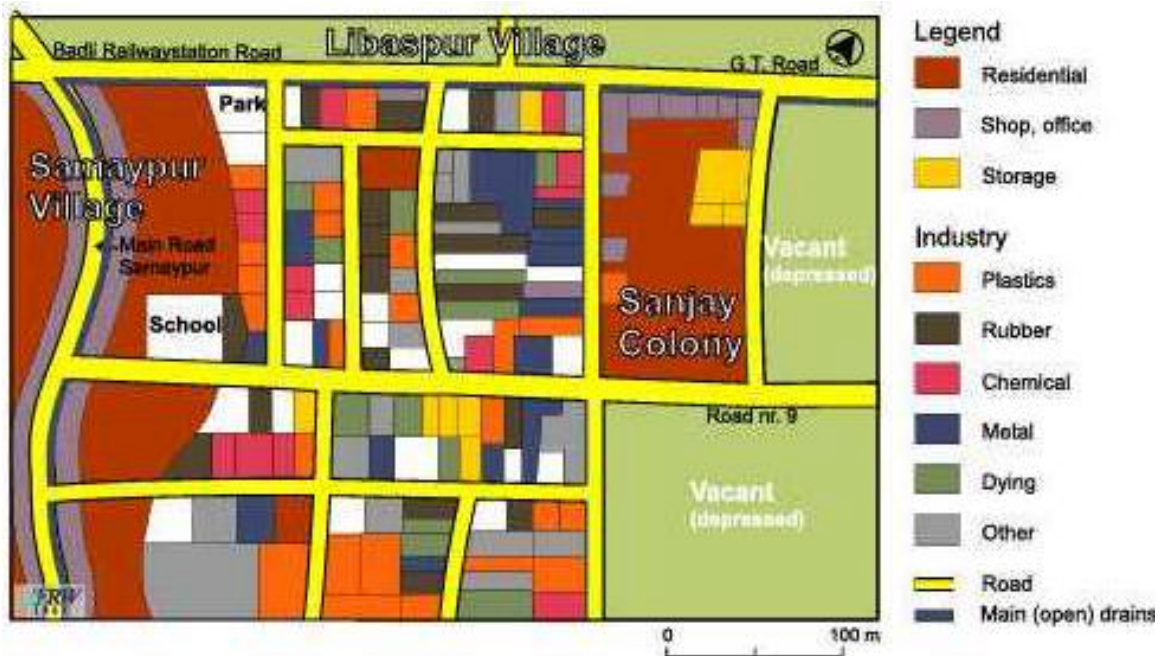 Libaspur Village
Badli Railwaystation Road
G.T. Road
Park
Samaypur
Village
Main Road
Samaypur
School
Vacant
(depressed)
Sanjay
Colony
Road nr. 9
Vacant
(depressed)
0 100 m
Legend
Residential
Shop, office
Storage
Industry
Plastics
Rubber
Chemical
Metal
Dying
Other
Road
Main (open) drains